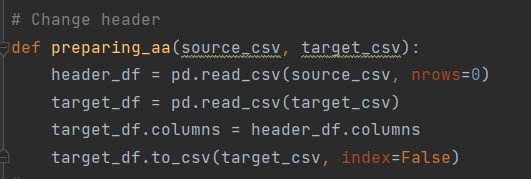 # Change header
def preparing_aa(source_csv, target_csv):
    header_df = pd.read_csv(source_csv, nrows=0)
    target_df = pd.read_csv(target_csv)
    target_df.columns = header_df.columns
    target_df.to_csv(target_csv, index=False)